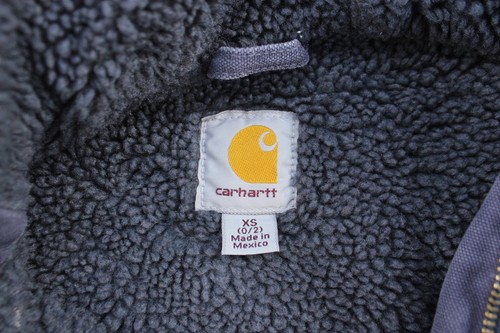 carhartt
XS
(0/2)
Made in
Mexico